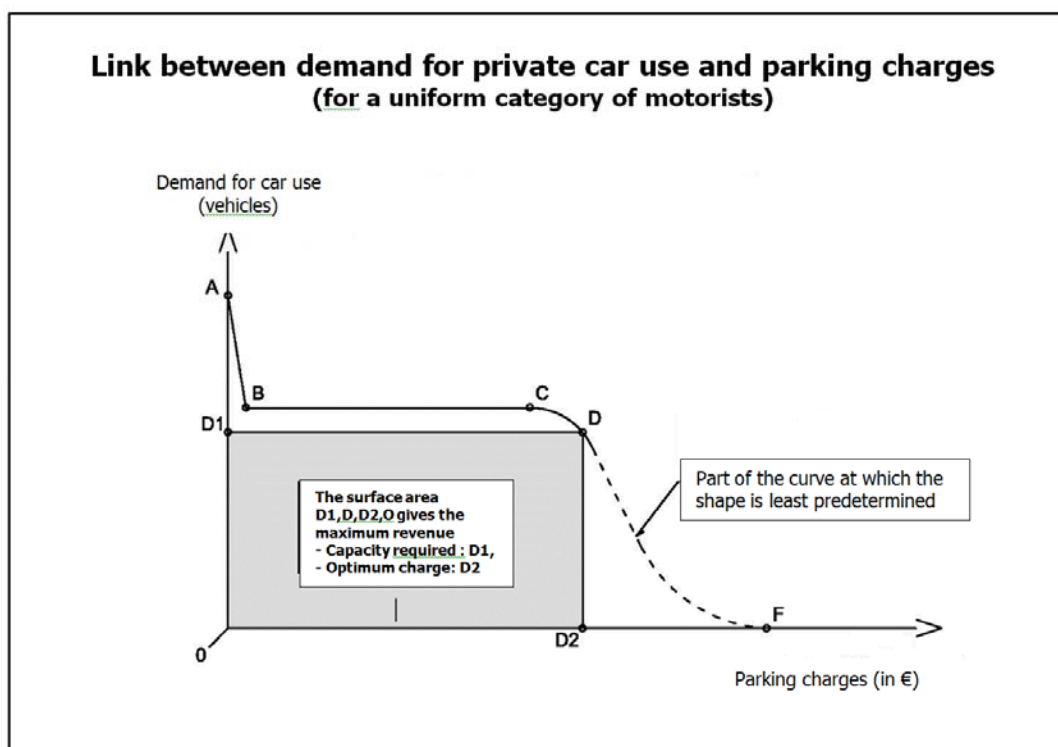 Link between demand for private car use and parking charges
(for a uniform category of motorists)
Demand for car use
(vehicles)
A
B
C
D1
D
Part of the curve at which the
shape is least predetermined
The surface area
D1,D,D2,O gives the
maximum revenue
- Capacity required : D1,
- Optimum charge: D2
F
0
D2
Parking charges (in €)